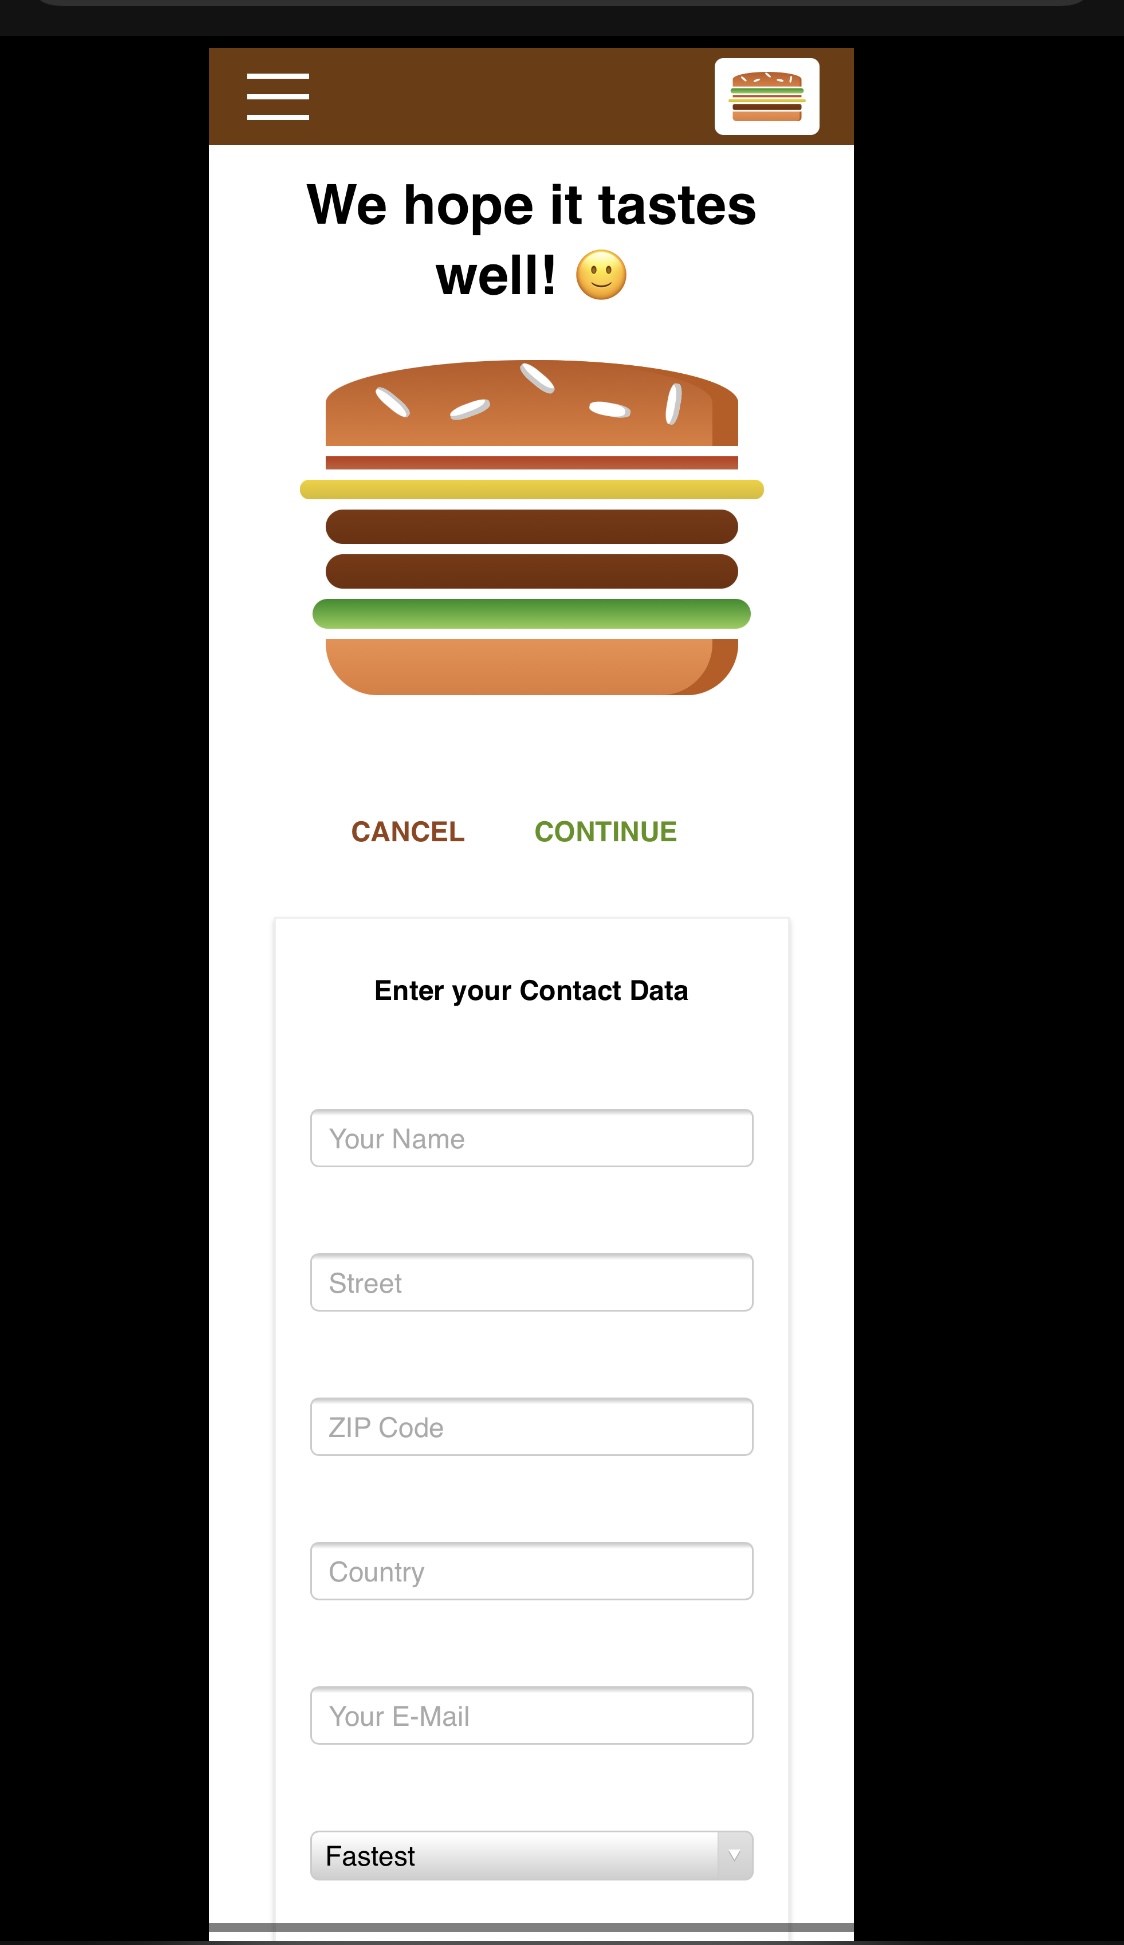 We hope it tastes
well! 🙂
CANCEL CONTINUE
Enter your Contact Data
Your Name
Street
ZIP Code
Country
Your E-Mail
Fastest